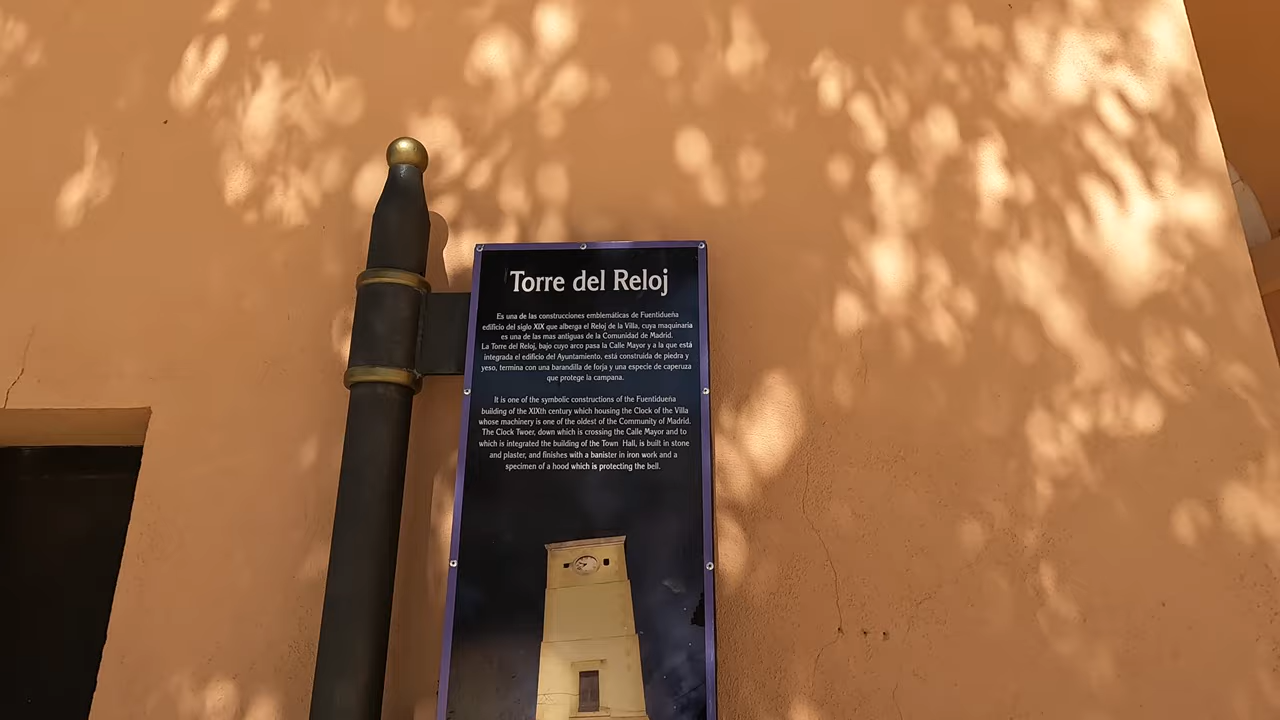 Torre del Reloj
Es una de las construcciones emblemáticas de Fuentidueña
edificio del siglo XIX que alberga el Reloj de la Villa, cuya maquinaria
es una de las mas antiguas de la Comunidad de Madrid.
La Torre del Reloj, bajo cuyo arco pasa la Calle Mayor y a la que está
integrada el edificio del Ayuntamiento, está construida de piedra y
yeso, termina con una barandilla de forja y una especie de caperuza
que protege la campana.
It is one of the symbolic constructions of the Fuentidueña
building of the XIXth century which housing the Clock of the Villa
whose machinery is one of the oldest of the Community of Madrid.
The Clock Twoer, down which is crossing the Calle Mayor and to
which is integrated the building of the Town Hall, is built in stone
and plaster, and finishes with a banister in iron work and a
specimen of a hood which is protecting the bell.